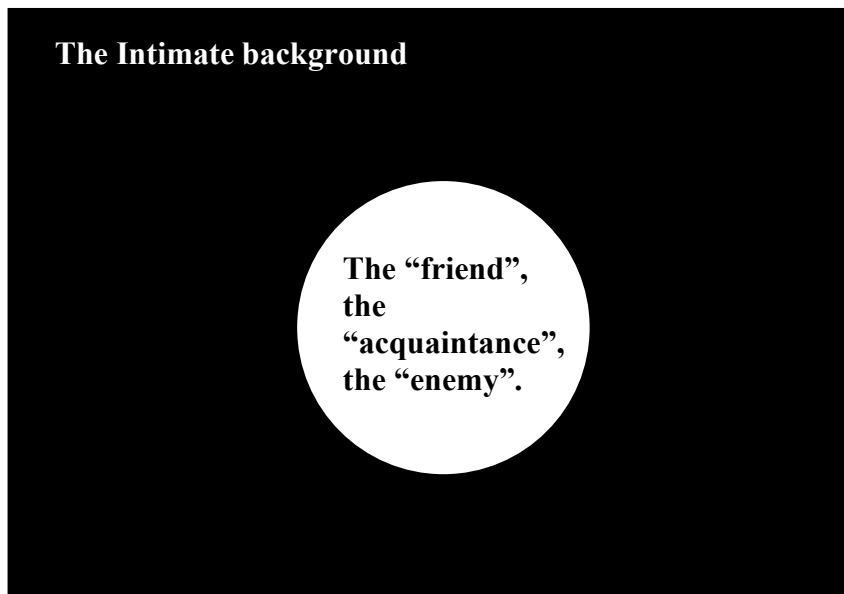 The Intimate background
The “friend”,
the
“acquaintance”,
the “enemy”.